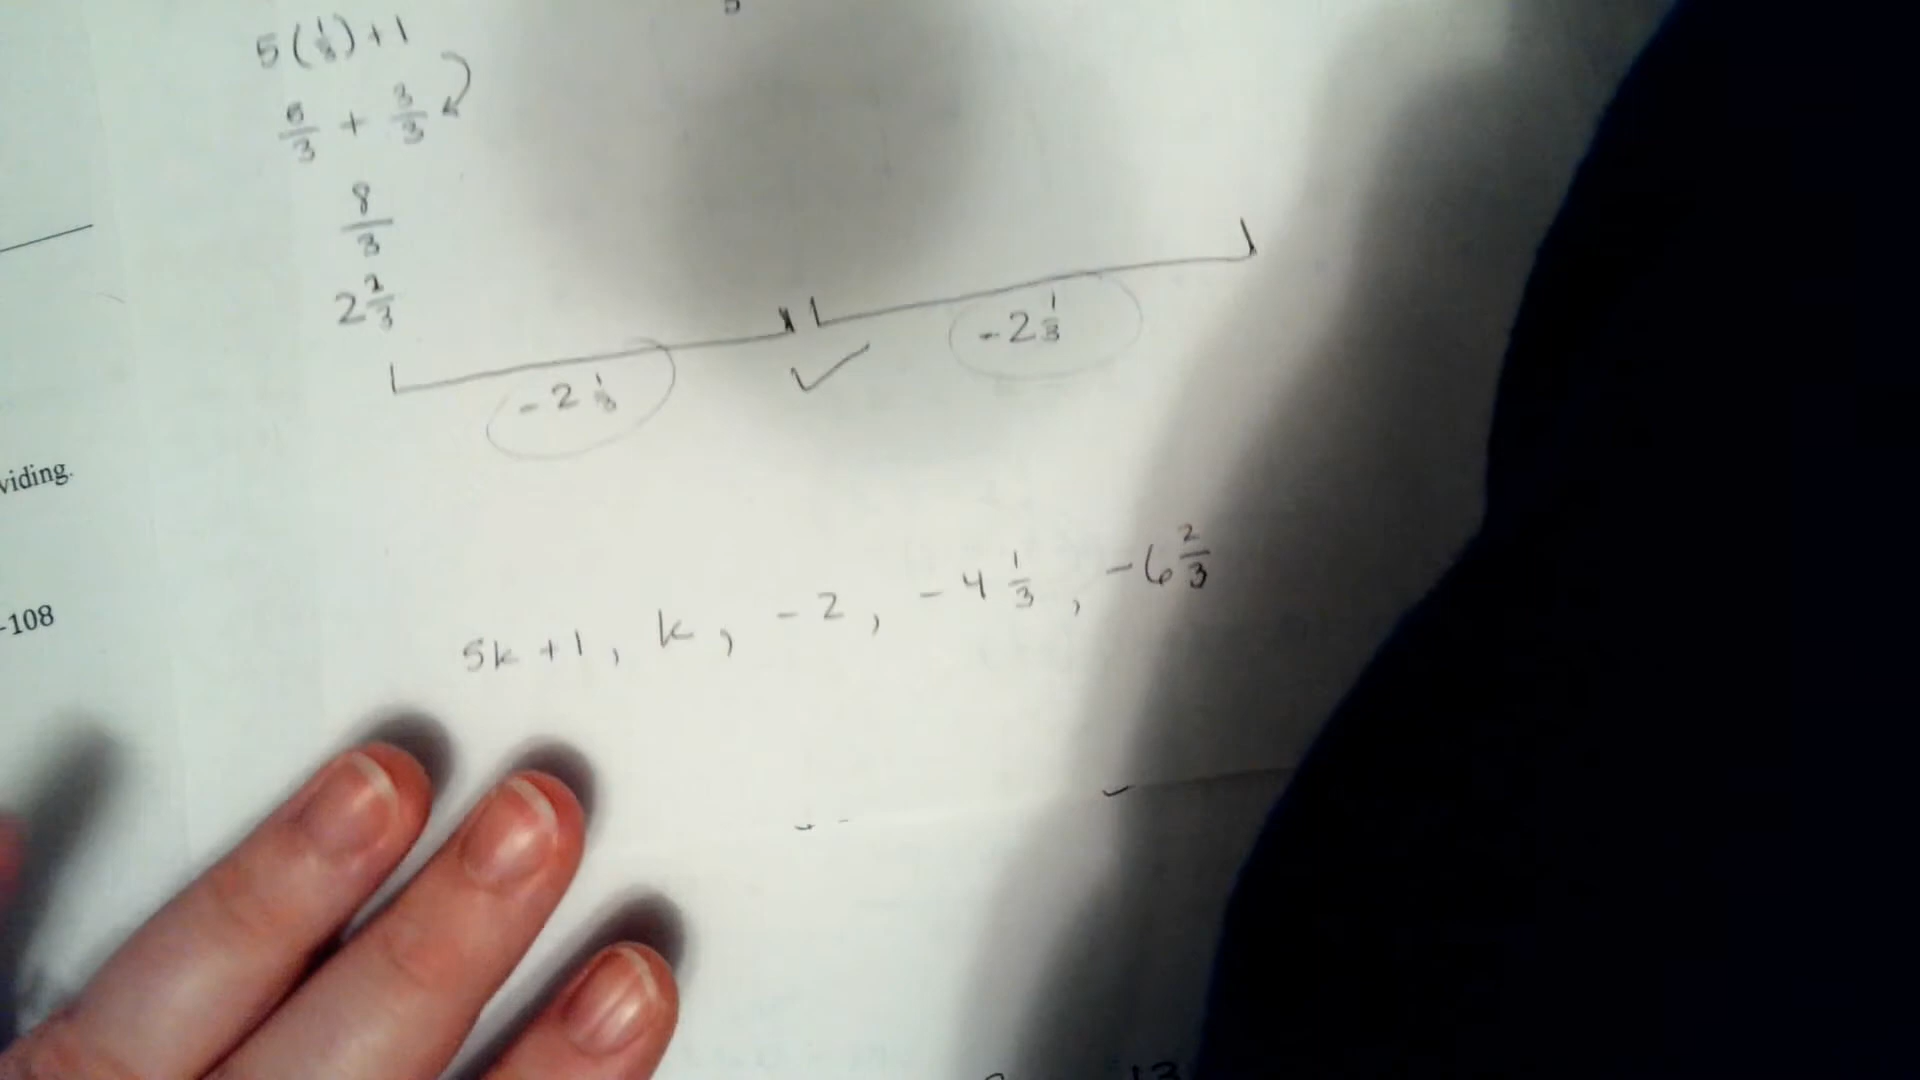 5(1/3)+1
5/3 + 3/3
8/3
2 2/3
-2 1/3 ✓ -2 1/3
viding.
5k+1, k, -2, -4 1/3, -6 2/3
-108